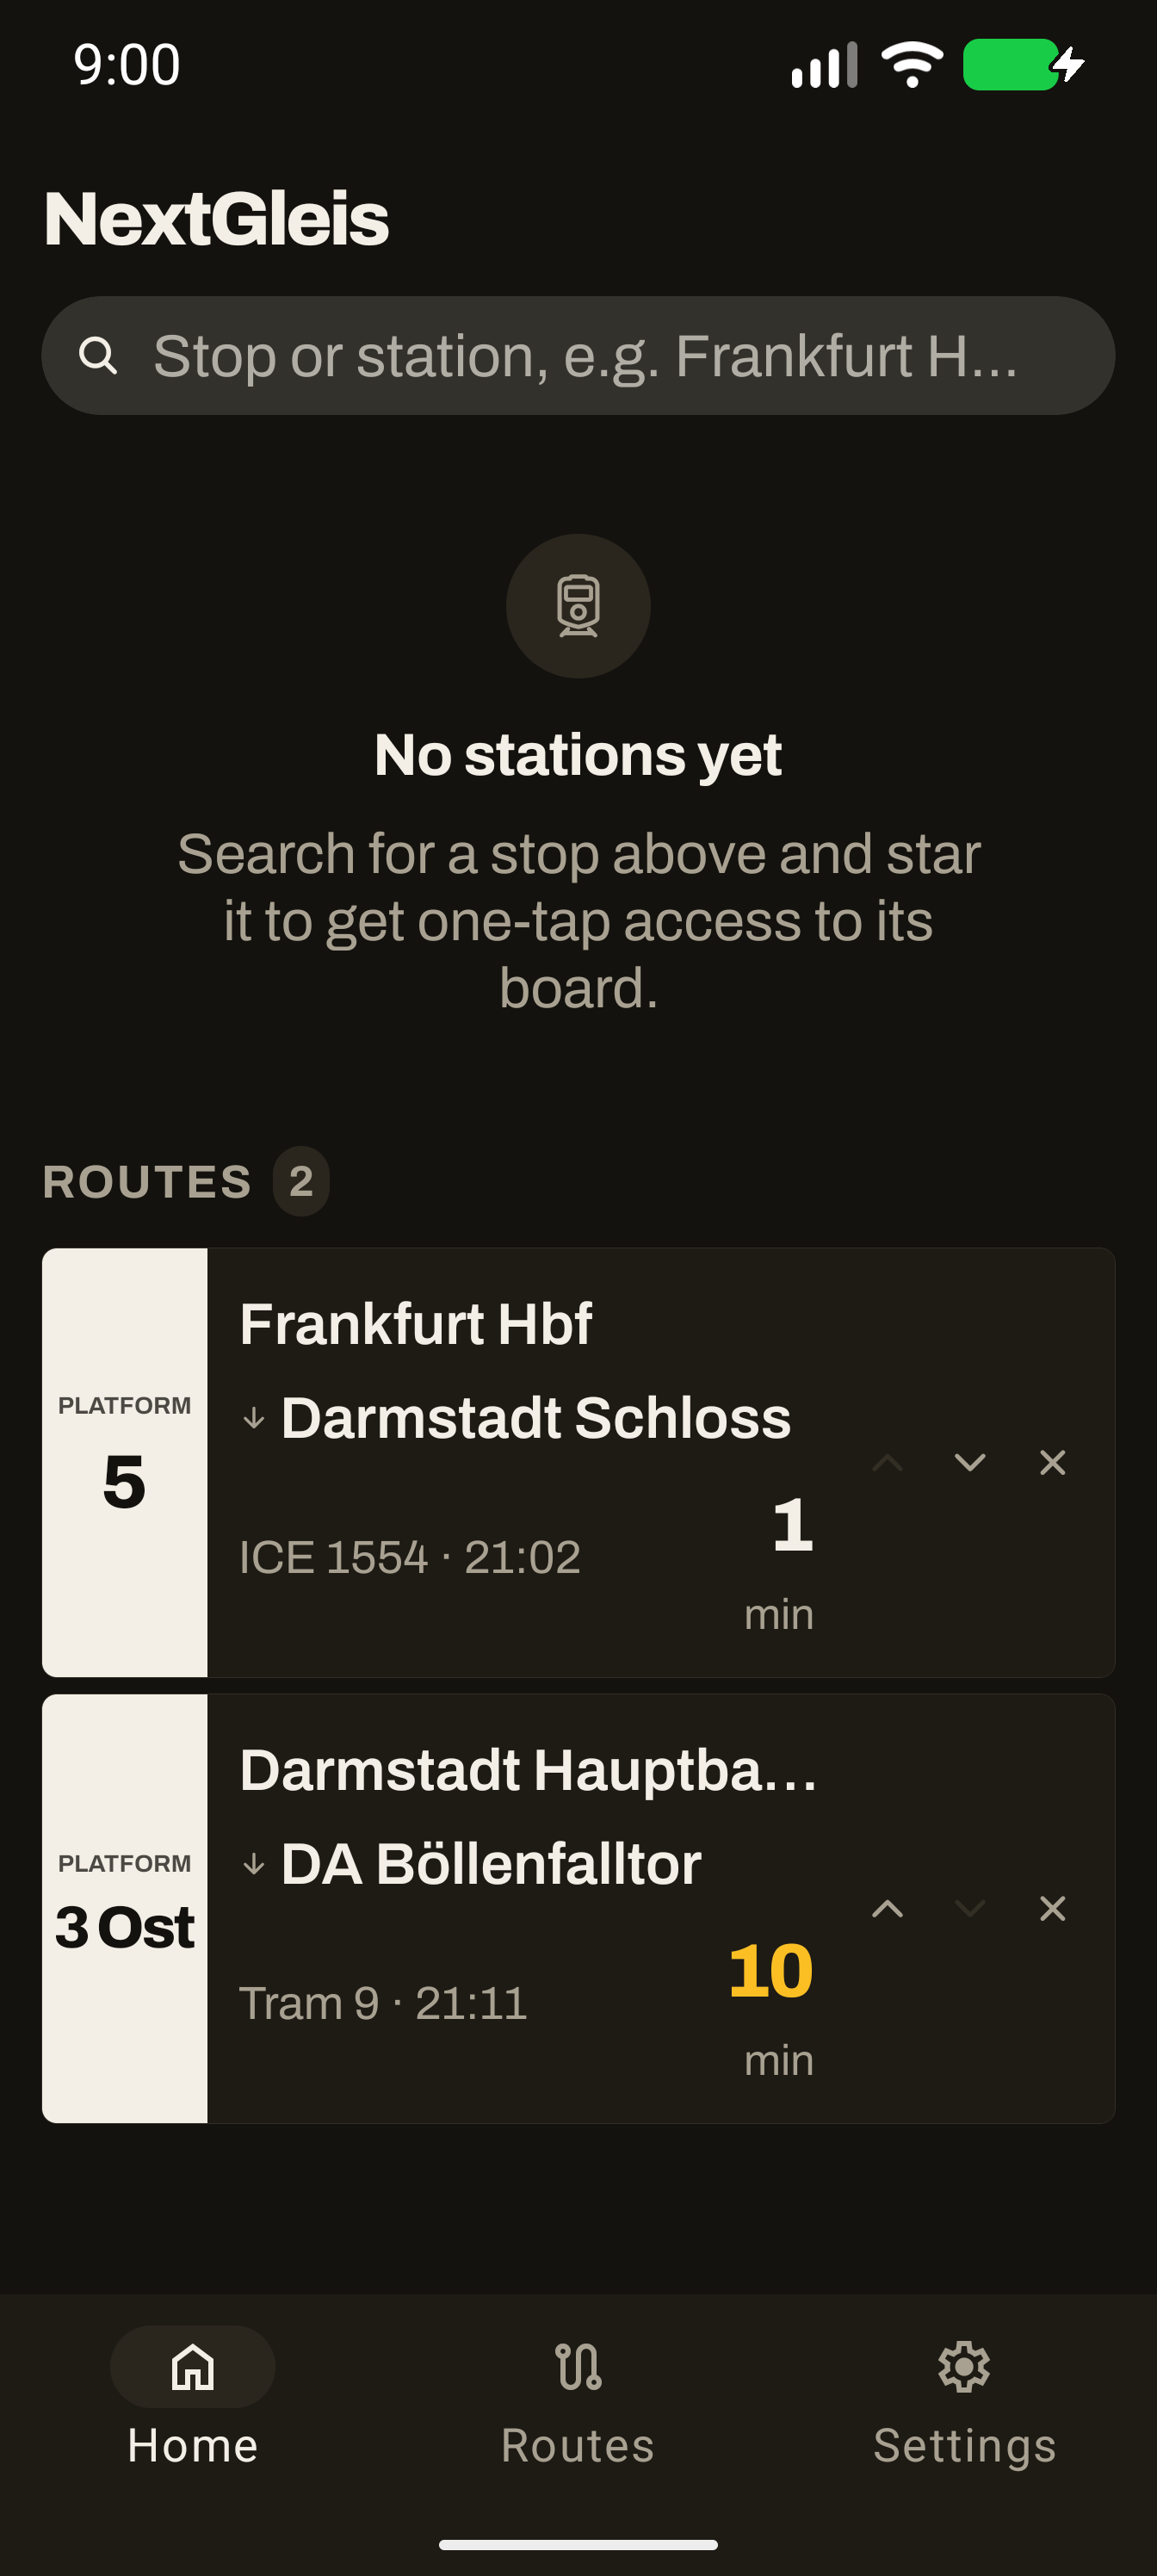 9:00
NextGleis
Stop or station, e.g. Frankfurt H...
No stations yet
Search for a stop above and star
it to get one-tap access to its
board.
ROUTES 2
PLATFORM
5
Frankfurt Hbf
↓ Darmstadt Schloss
ICE 1554 · 21:02
1
min
PLATFORM
3 Ost
Darmstadt Hauptba...
↓ DA Böllenfalltor
Tram 9 · 21:11
10
min
Home
Routes
Settings